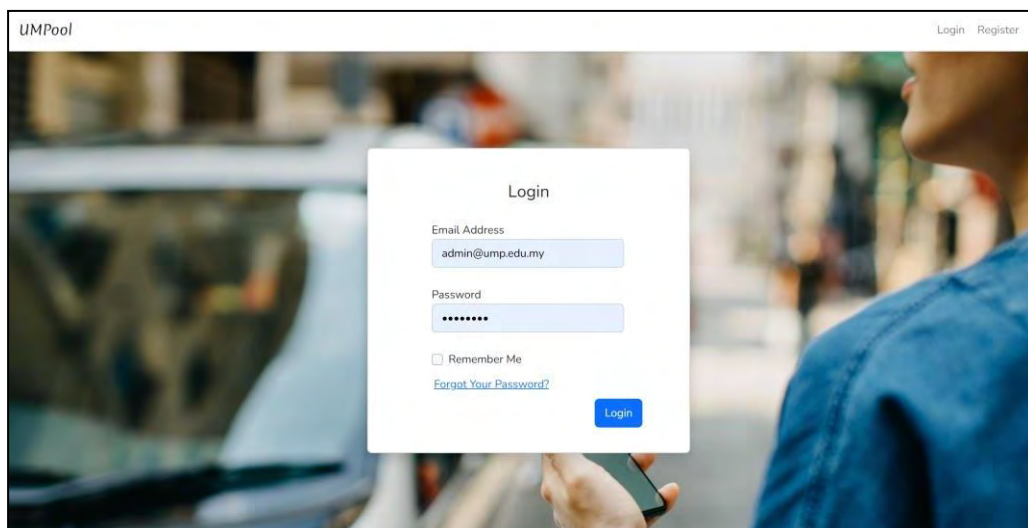 UMPool
Login Register
Login
Email Address
admin@ump.edu.my
Password
••••••••
Remember Me
Forgot Your Password?
Login